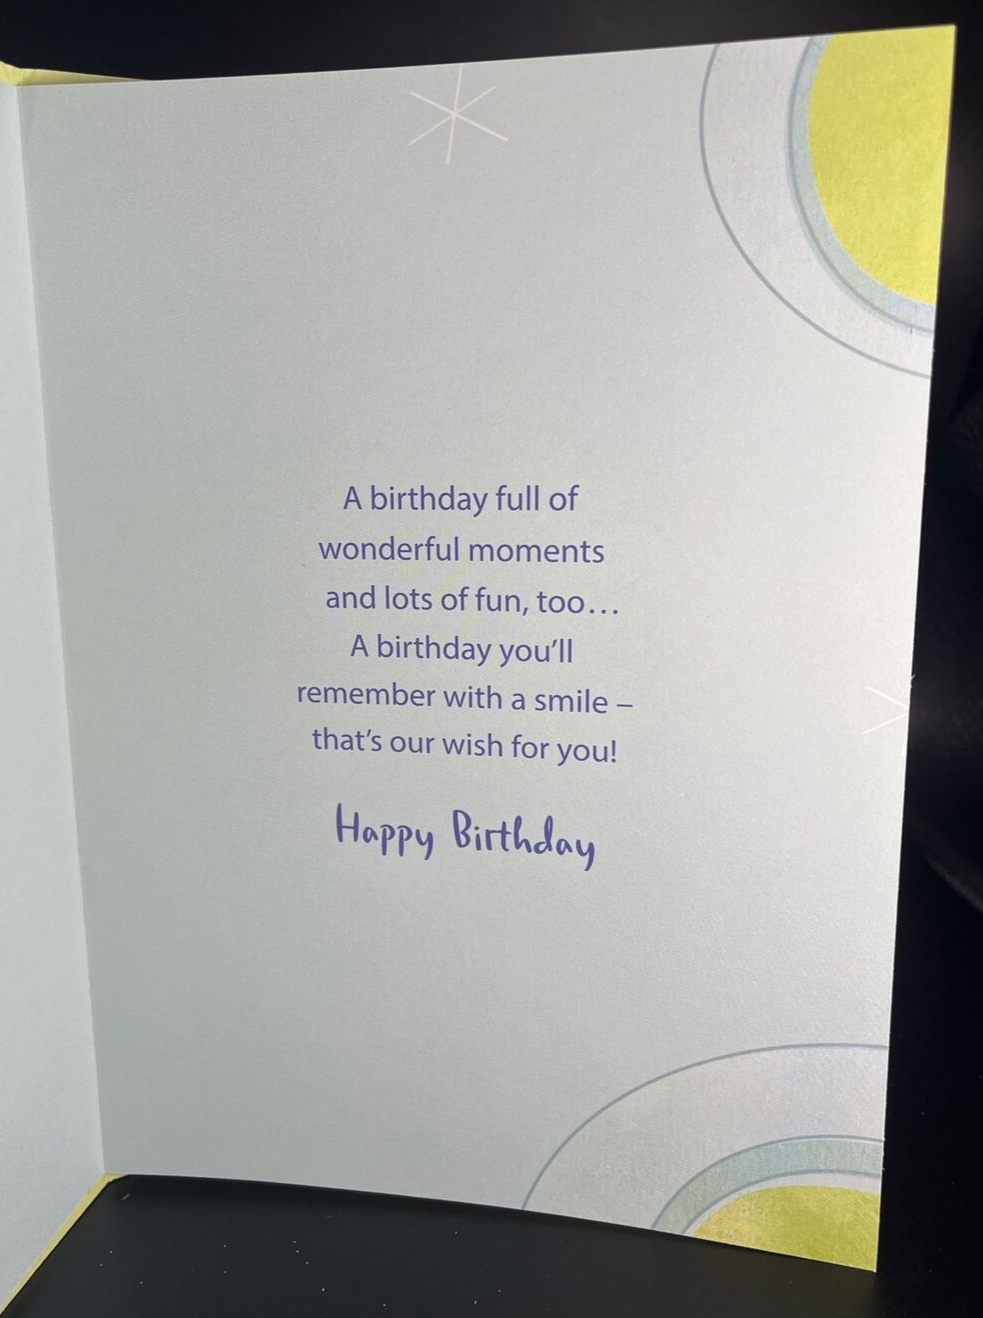 A birthday full of
wonderful moments
and lots of fun, too…
A birthday you’ll
remember with a smile –
that’s our wish for you!
Happy Birthday